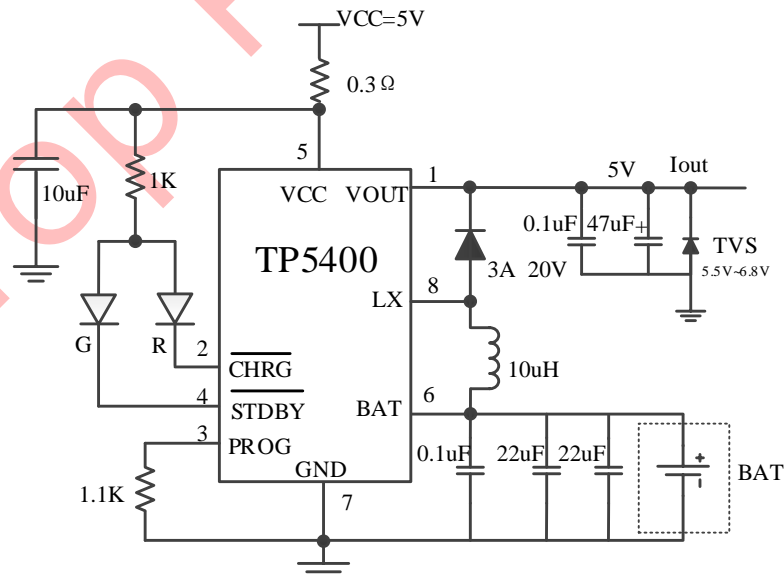 VCC=5V
0.3Ω
5
10uF
1K
VCC
VOUT
1
5V
Iout
0.1uF
47uF+
TVS
5.5V~6.8V
TP5400
3A 20V
LX
8
G
R
2
CHRG
10uH
4
STDBY
BAT
6
3
PROG
0.1uF
22uF
22uF
+
BAT
GND
1.1K
7
op